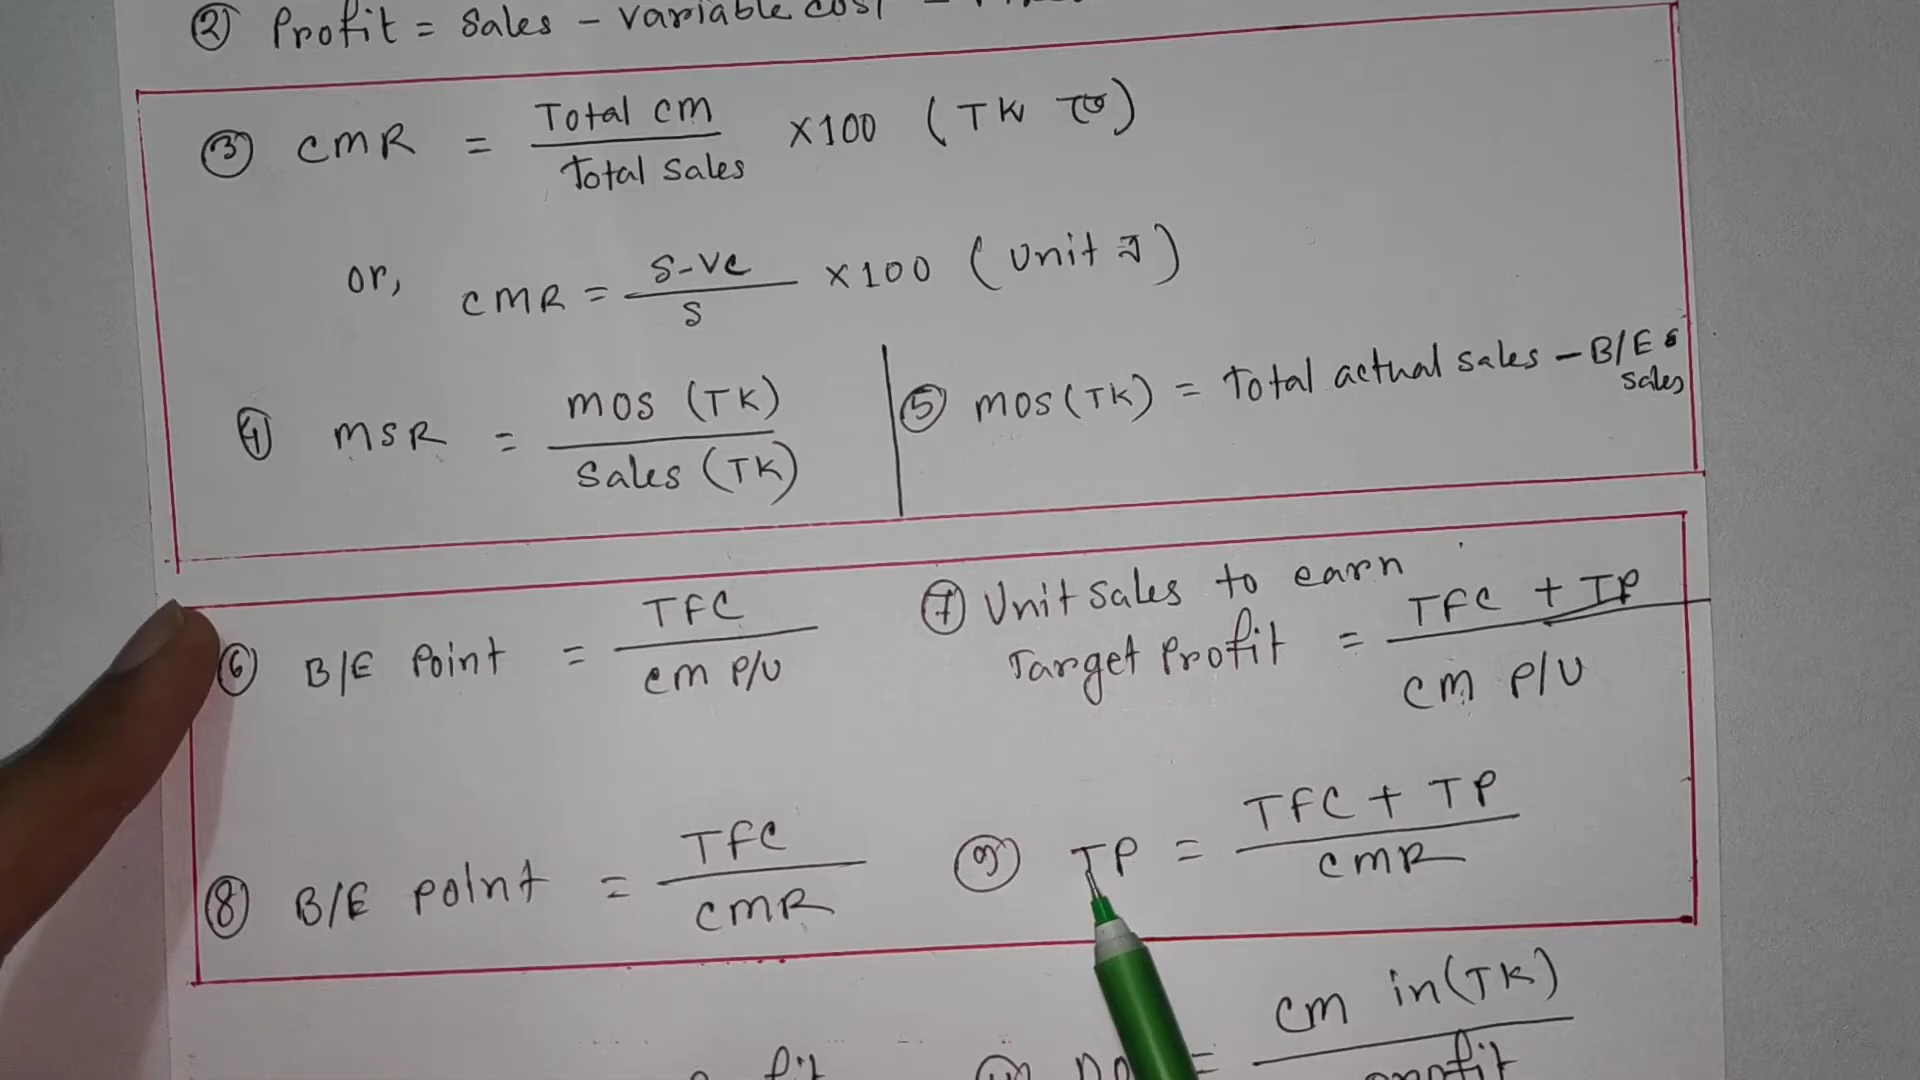 ② Profit = Sales - Variable cost -
③ CMR = Total CM / Total Sales ×100 (TK তে)
or, CMR = S-VC / S ×100 (Unit এ)
④ MSR = MOS (TK) / Sales (TK)
⑤ MOS (TK) = Total actual sales - B/E Sales
⑥ B/E Point = TFC / CM P/U
⑦ Unit Sales to earn Target Profit = TFC + TP / CM P/U
⑧ B/E Point = TFC / CMR
⑨ TP = TFC + TP / CMR
= CM in (TK) / profit